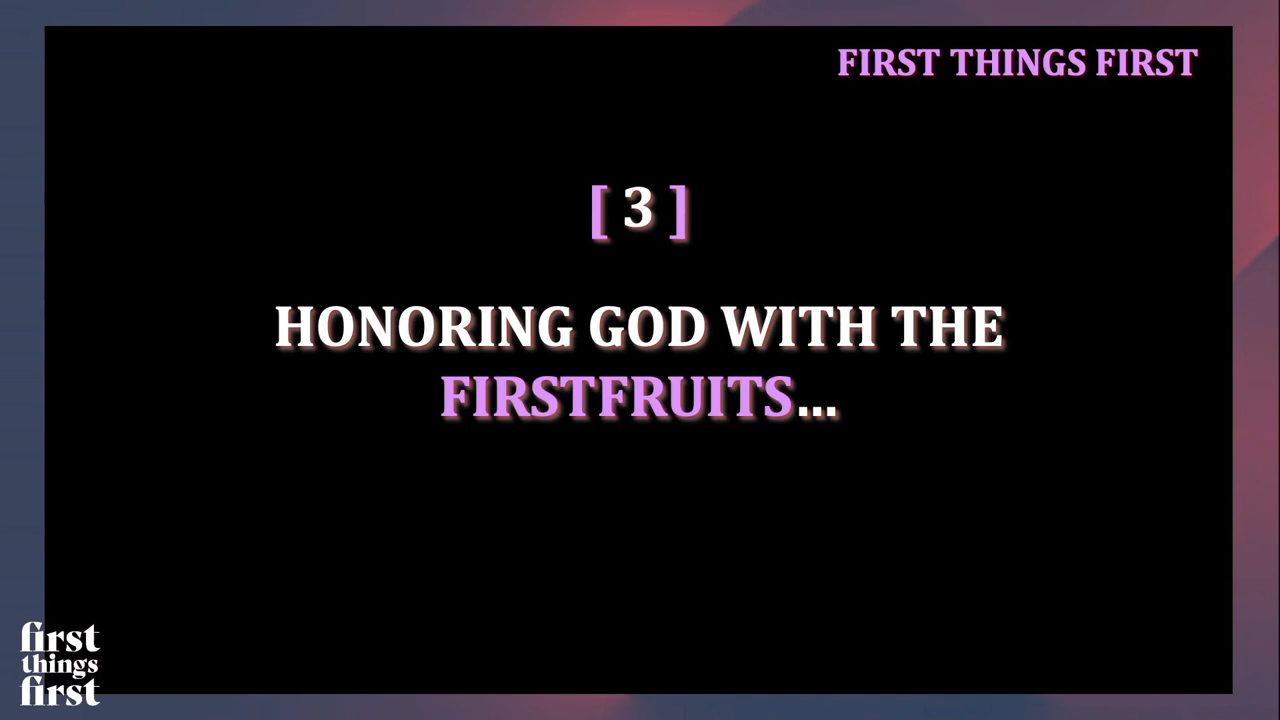 FIRST THINGS FIRST
[ 3 ]
HONORING GOD WITH THE
FIRSTFRUITS...
first
things
first